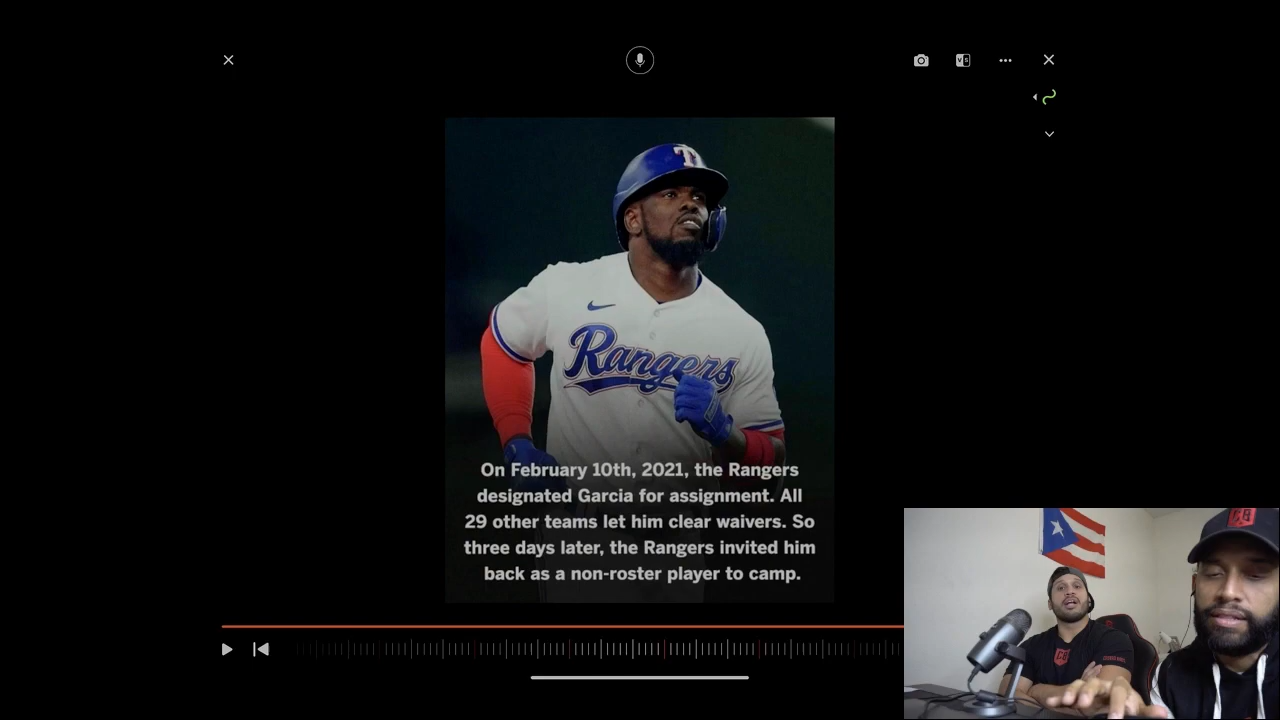 T
Rangers
On February 10th, 2021, the Rangers
designated Garcia for assignment. All
29 other teams let him clear waivers. So
three days later, the Rangers invited him
back as a non-roster player to camp.
CB